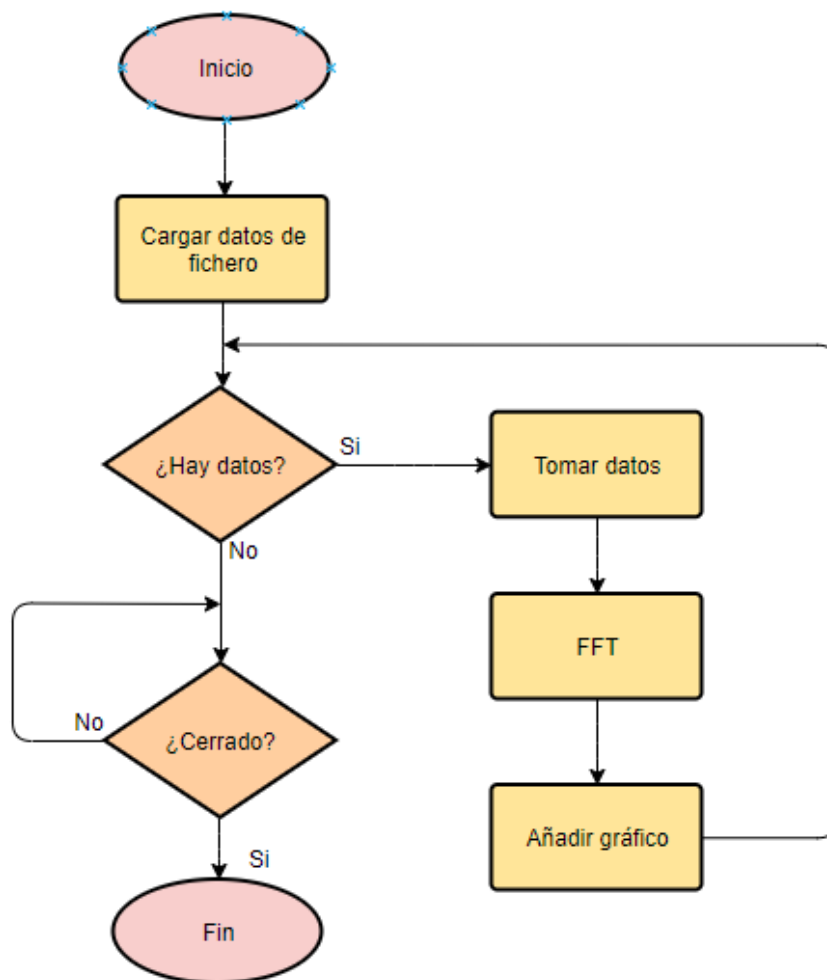 Inicio
Cargar datos de
fichero
¿Hay datos?
Si
Tomar datos
No
FFT
No
¿Cerrado?
Añadir gráfico
Si
Fin